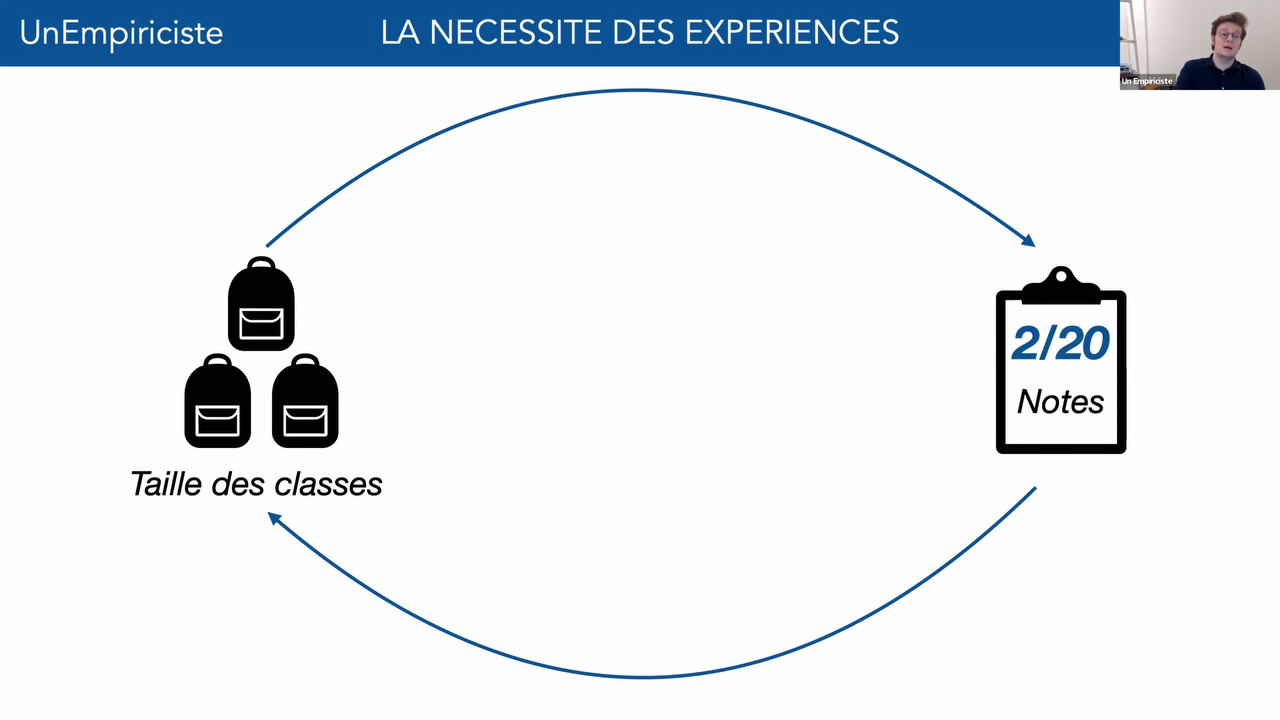 UnEmpiriciste
LA NECESSITE DES EXPERIENCES
Un Empiriciste
2/20
Notes
Taille des classes